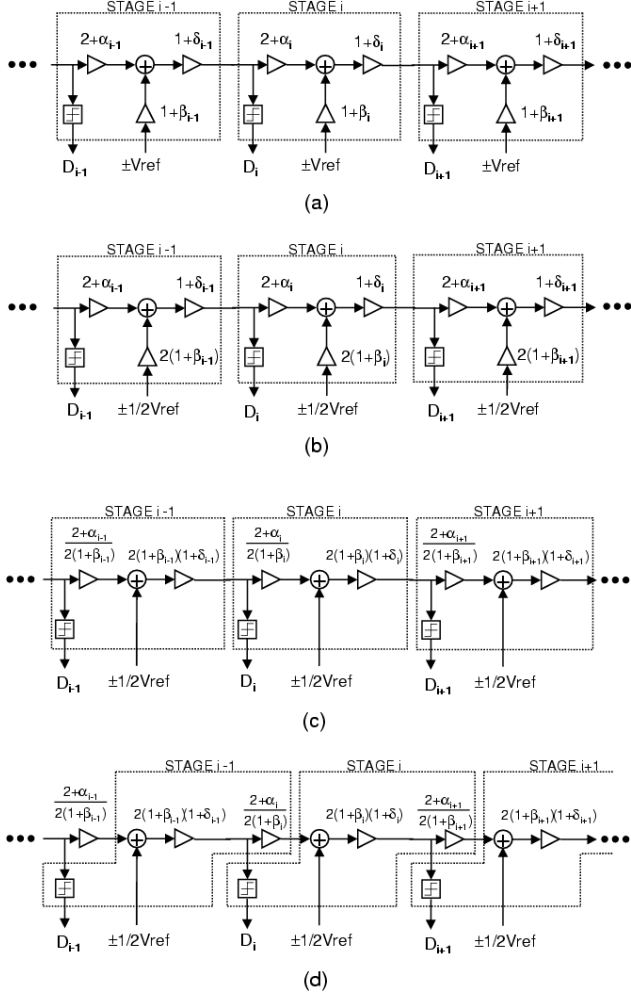 STAGE i -1 STAGE i STAGE i+1
2+αi-1 1+δi-1 2+αi 1+δi 2+αi+1 1+δi+1
••• •••
1+βi-1 1+βi 1+βi+1
Di-1 ±Vref Di ±Vref Di+1 ±Vref
(a)
STAGE i -1 STAGE i STAGE i+1
2+αi-1 1+δi-1 2+αi 1+δi 2+αi+1 1+δi+1
••• •••
2(1+βi-1) 2(1+βi) 2(1+βi+1)
Di-1 ±1/2Vref Di ±1/2Vref Di+1 ±1/2Vref
(b)
STAGE i -1 STAGE i STAGE i+1
2+αi-1 2+αi 2+αi+1
2(1+βi-1) 2(1+βi-1)(1+δi-1) 2(1+βi) 2(1+βi)(1+δi) 2(1+βi+1) 2(1+βi+1)(1+δi+1)
••• •••
Di-1 ±1/2Vref Di ±1/2Vref Di+1 ±1/2Vref
(c)
STAGE i -1 STAGE i STAGE i+1
2+αi-1 2+αi 2+αi+1
2(1+βi-1) 2(1+βi-1)(1+δi-1) 2(1+βi) 2(1+βi)(1+δi) 2(1+βi+1) 2(1+βi+1)(1+δi+1)
••• •••
Di-1 ±1/2Vref Di ±1/2Vref Di+1 ±1/2Vref
(d)